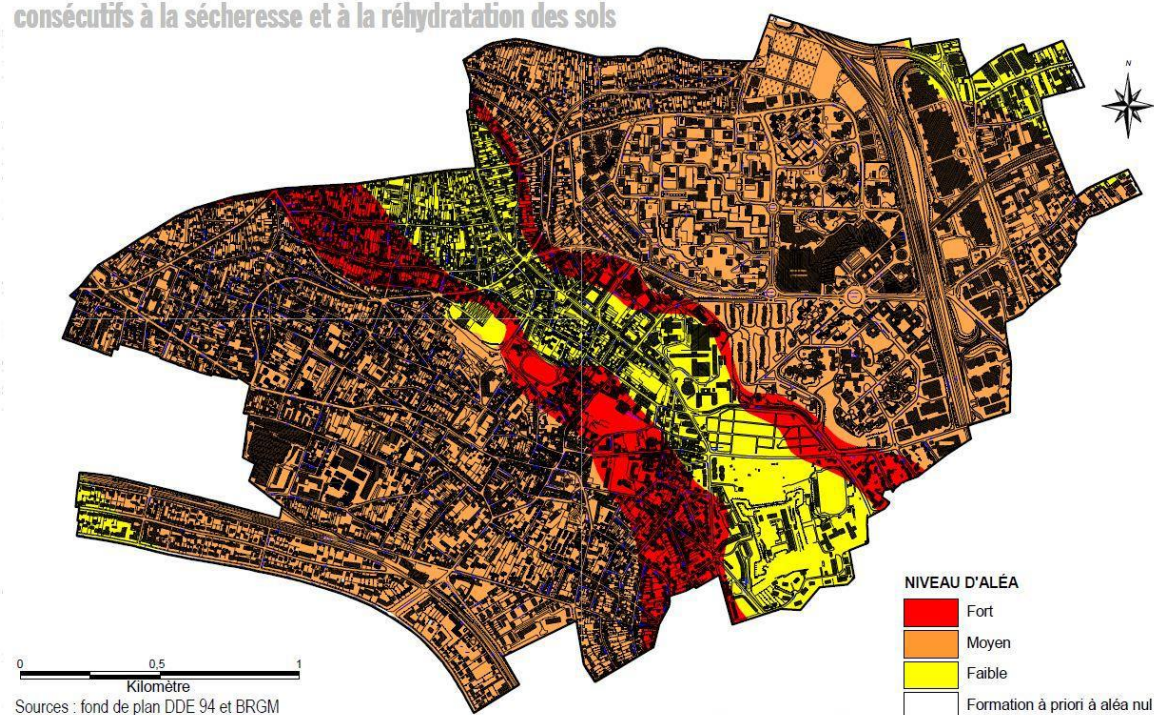 consécutifs à la sécheresse et à la réhydratation des sols
N
NIVEAU D'ALÉA
Fort
Moyen
Faible
Formation à priori à aléa nul
0 0,5 1
Kilomètre
Sources : fond de plan DDE 94 et BRGM